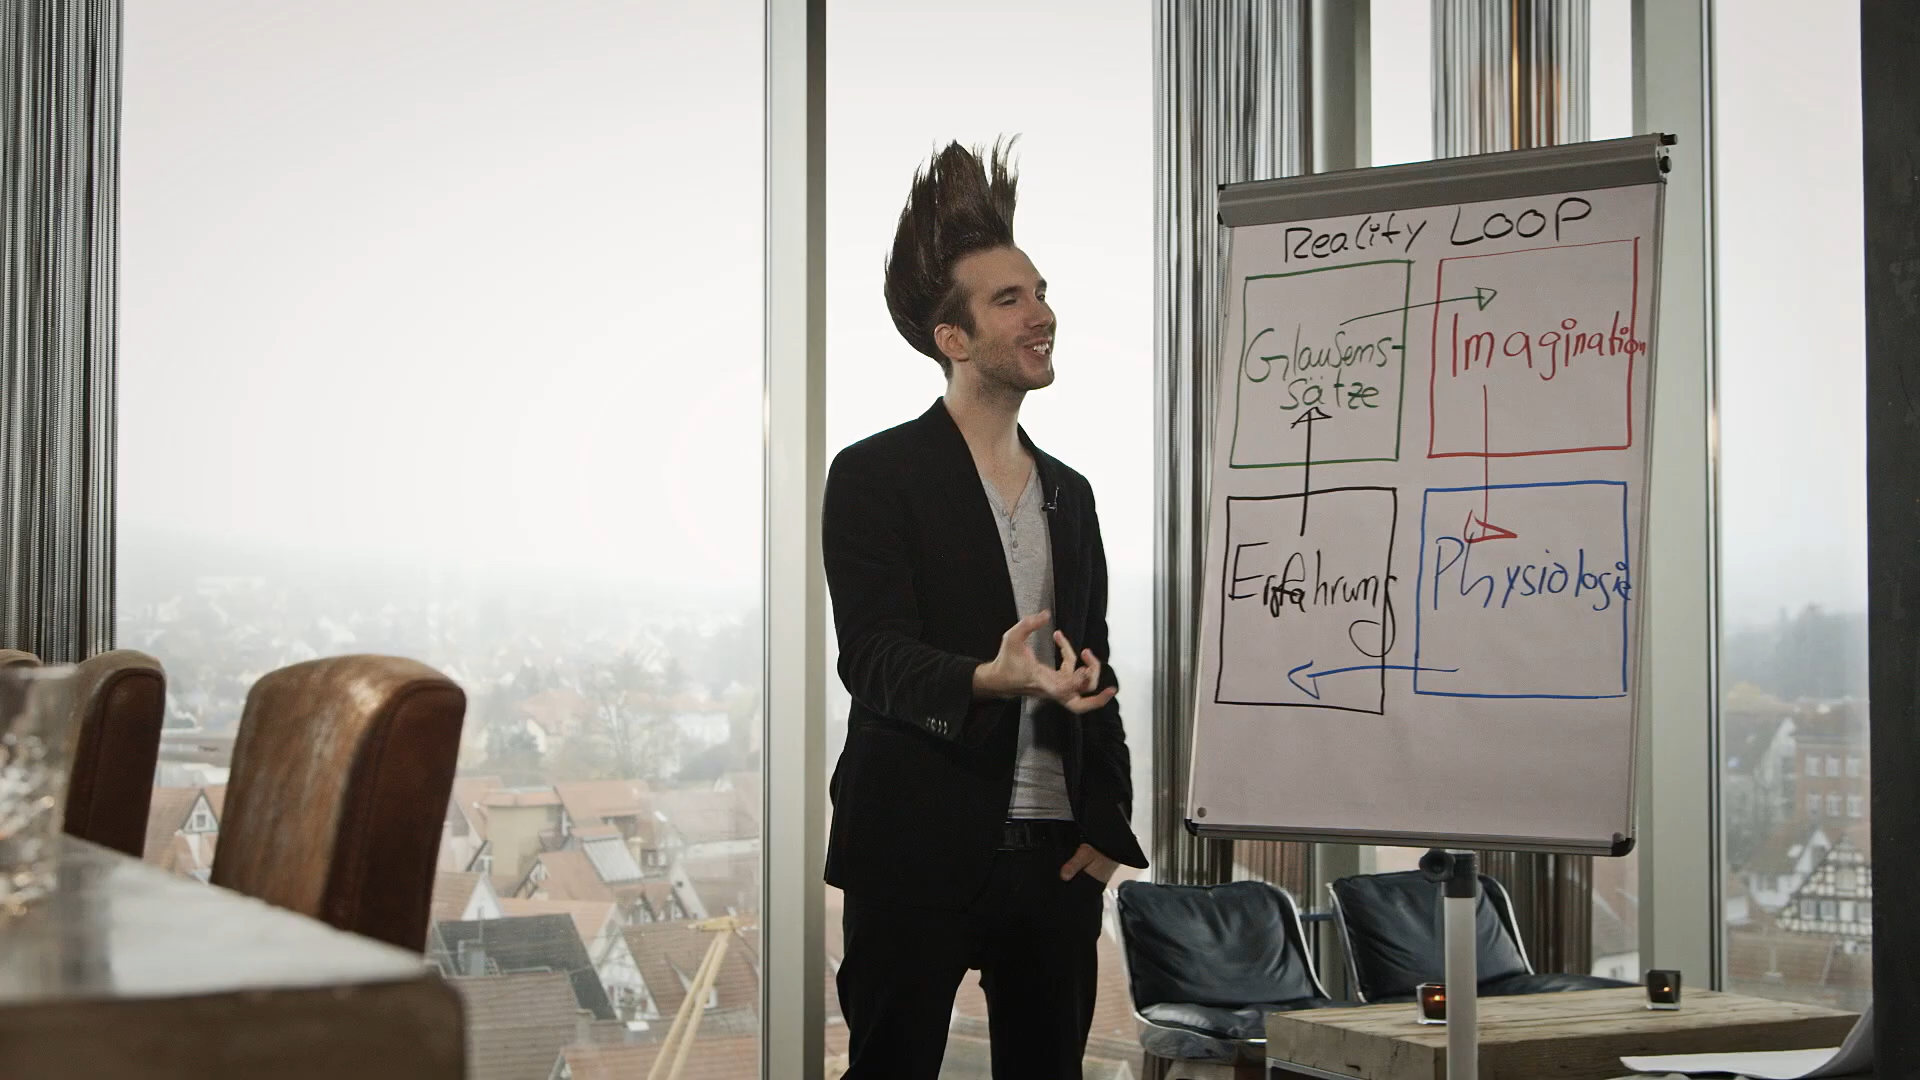 Reality LOOP
Glaubens-
sätze
Imagination
Erfahrung
Physiologie